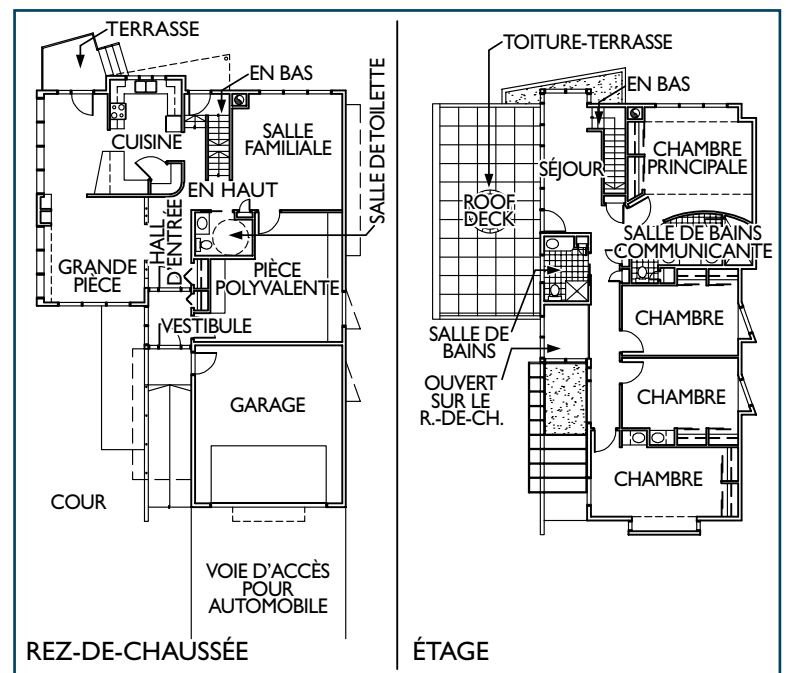 TERRASSE
EN BAS
CUISINE
SALLE
FAMILIALE
SALLE DE TOILETTE
EN HAUT
HALL
D'ENTRÉE
GRANDE
PIÈCE
PIÈCE
POLYVALENTE
VESTIBULE
GARAGE
COUR
VOIE D'ACCÈS
POUR
AUTOMOBILE
REZ-DE-CHAUSSÉE
TOITURE-TERRASSE
EN BAS
CHAMBRE
PRINCIPALE
SÉJOUR
ROOF
DECK
SALLE DE BAINS
COMMUNICANTE
CHAMBRE
SALLE DE
BAINS
OUVERT
SUR LE
R.-DE-CH.
CHAMBRE
CHAMBRE
ÉTAGE